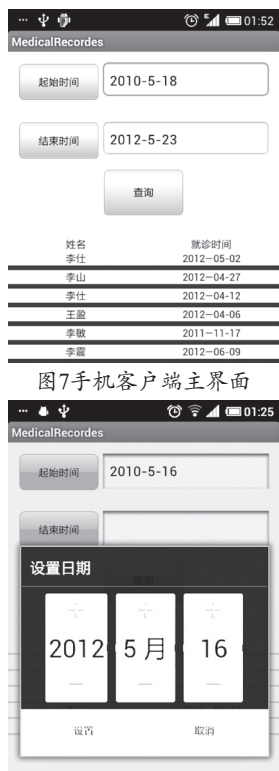 01:52
MedicalRecordes
起始时间 2010-5-18
结束时间 2012-5-23
查询
姓名 就诊时间
李仕 2012-05-02
李山 2012-04-27
李仕 2012-04-12
王盈 2012-04-06
李敏 2011-11-17
李震 2012-06-09
图7手机客户端主界面
01:25
MedicalRecordes
起始时间 2010-5-16
结束时间
设置日期
2012 5月 16
设置 取消